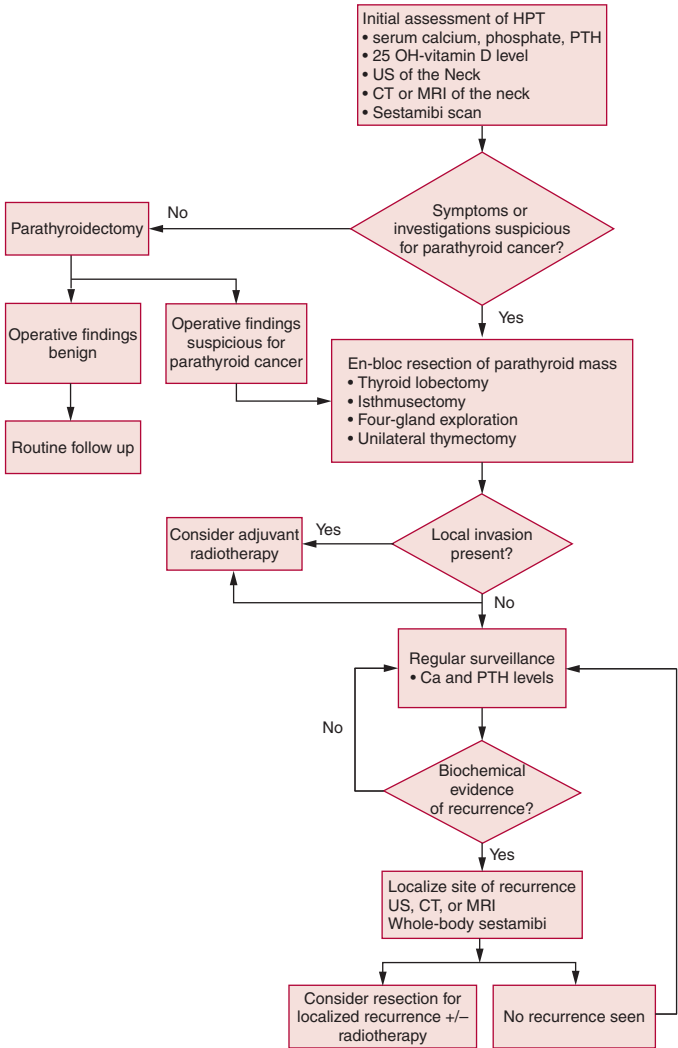 Initial assessment of HPT
• serum calcium, phosphate, PTH
• 25 OH-vitamin D level
• US of the Neck
• CT or MRI of the neck
• Sestamibi scan
Symptoms or
investigations suspicious
for parathyroid cancer?
No
Parathyroidectomy
Operative findings
benign
Operative findings
suspicious for
parathyroid cancer
Routine follow up
Yes
En-bloc resection of parathyroid mass
• Thyroid lobectomy
• Isthmusectomy
• Four-gland exploration
• Unilateral thymectomy
Local invasion
present?
Yes
Consider adjuvant
radiotherapy
No
Regular surveillance
• Ca and PTH levels
No
Biochemical
evidence
of recurrence?
Yes
Localize site of recurrence
US, CT, or MRI
Whole-body sestamibi
Consider resection for
localized recurrence +/–
radiotherapy
No recurrence seen